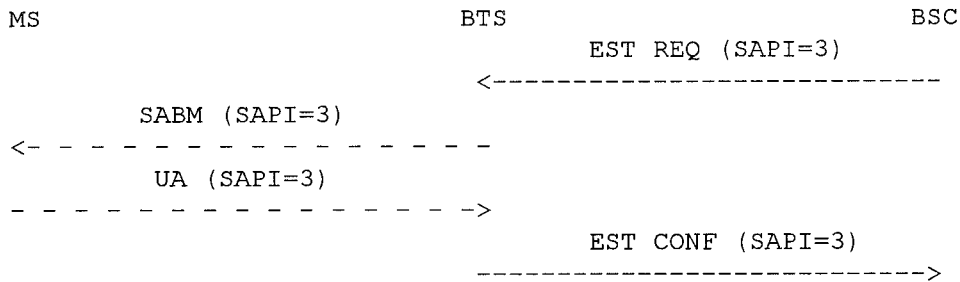 MS BTS BSC
EST REQ (SAPI=3)
<----------------------------
SABM (SAPI=3)
<- - - - - - - - - - - - - - -
UA (SAPI=3)
- - - - - - - - - - - - - - ->
EST CONF (SAPI=3)
---------------------------->